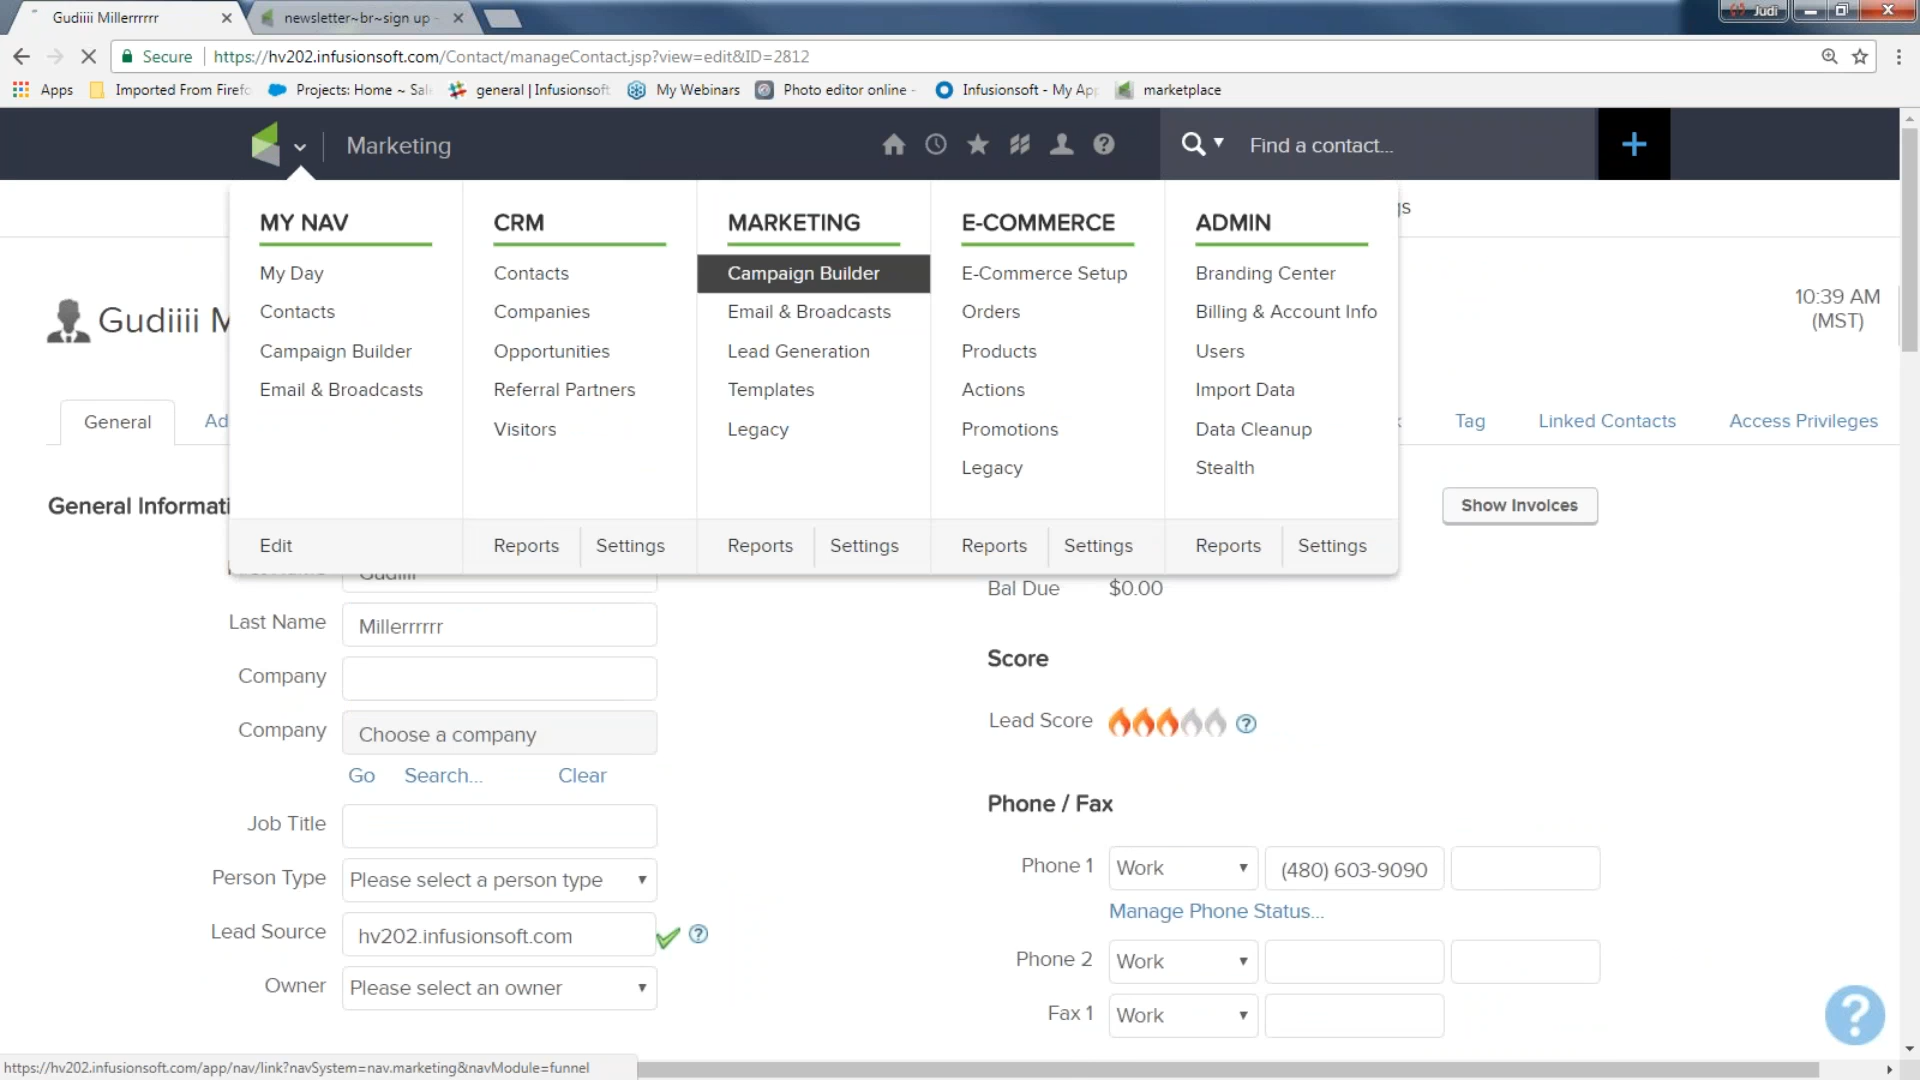 Gudiiii Millerrrrrr
newsletter~br~sign up -
Judi
Secure https://hv202.infusionsoft.com/Contact/manageContact.jsp?view=edit&ID=2812
Apps Imported From Firefo Projects: Home ~ Sal general | Infusionsoft My Webinars Photo editor online - Infusionsoft - My App marketplace
Marketing Find a contact...
MY NAV CRM MARKETING E-COMMERCE ADMIN
My Day Contacts Campaign Builder E-Commerce Setup Branding Center
Contacts Companies Email & Broadcasts Orders Billing & Account Info
Campaign Builder Opportunities Lead Generation Products Users
Email & Broadcasts Referral Partners Templates Actions Import Data
Visitors Legacy Promotions Data Cleanup
Legacy Stealth
Edit Reports Settings Reports Settings Reports Settings Reports Settings
gs
Gudiiii M
10:39 AM
(MST)
General Ad Tag Linked Contacts Access Privileges
General Informati Show Invoices
Gudiiii
Bal Due $0.00
Last Name Millerrrrrr
Company
Score
Company Choose a company
Lead Score
Go Search... Clear
Phone / Fax
Job Title
Person Type Please select a person type
Phone 1 Work (480) 603-9090
Manage Phone Status...
Lead Source hv202.infusionsoft.com
Phone 2 Work
Owner Please select an owner
Fax 1 Work
https://hv202.infusionsoft.com/app/nav/link?navSystem=nav.marketing&navModule=funnel